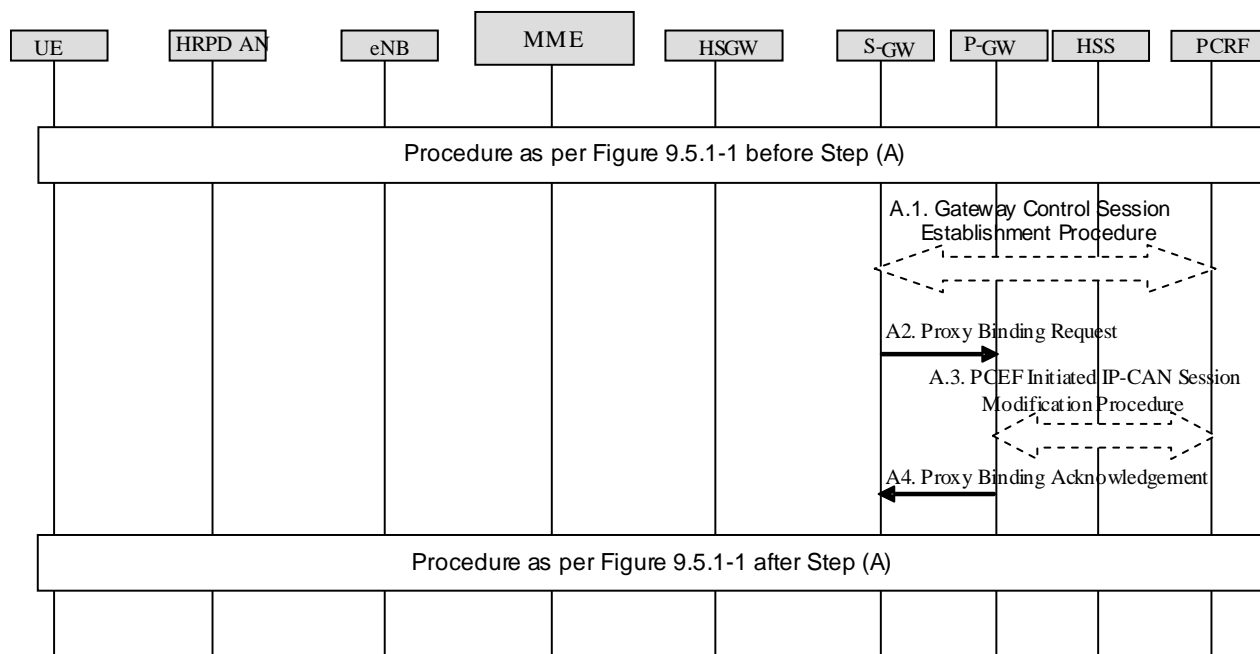 UE
HRPD AN
eNB
MME
HSGW
S-GW
P-GW
HSS
PCRF
Procedure as per Figure 9.5.1-1 before Step (A)
A.1. Gateway Control Session
Establishment Procedure
A2. Proxy Binding Request
A.3. PCEF Initiated IP-CAN Session
Modification Procedure
A4. Proxy Binding Acknowledgement
Procedure as per Figure 9.5.1-1 after Step (A)